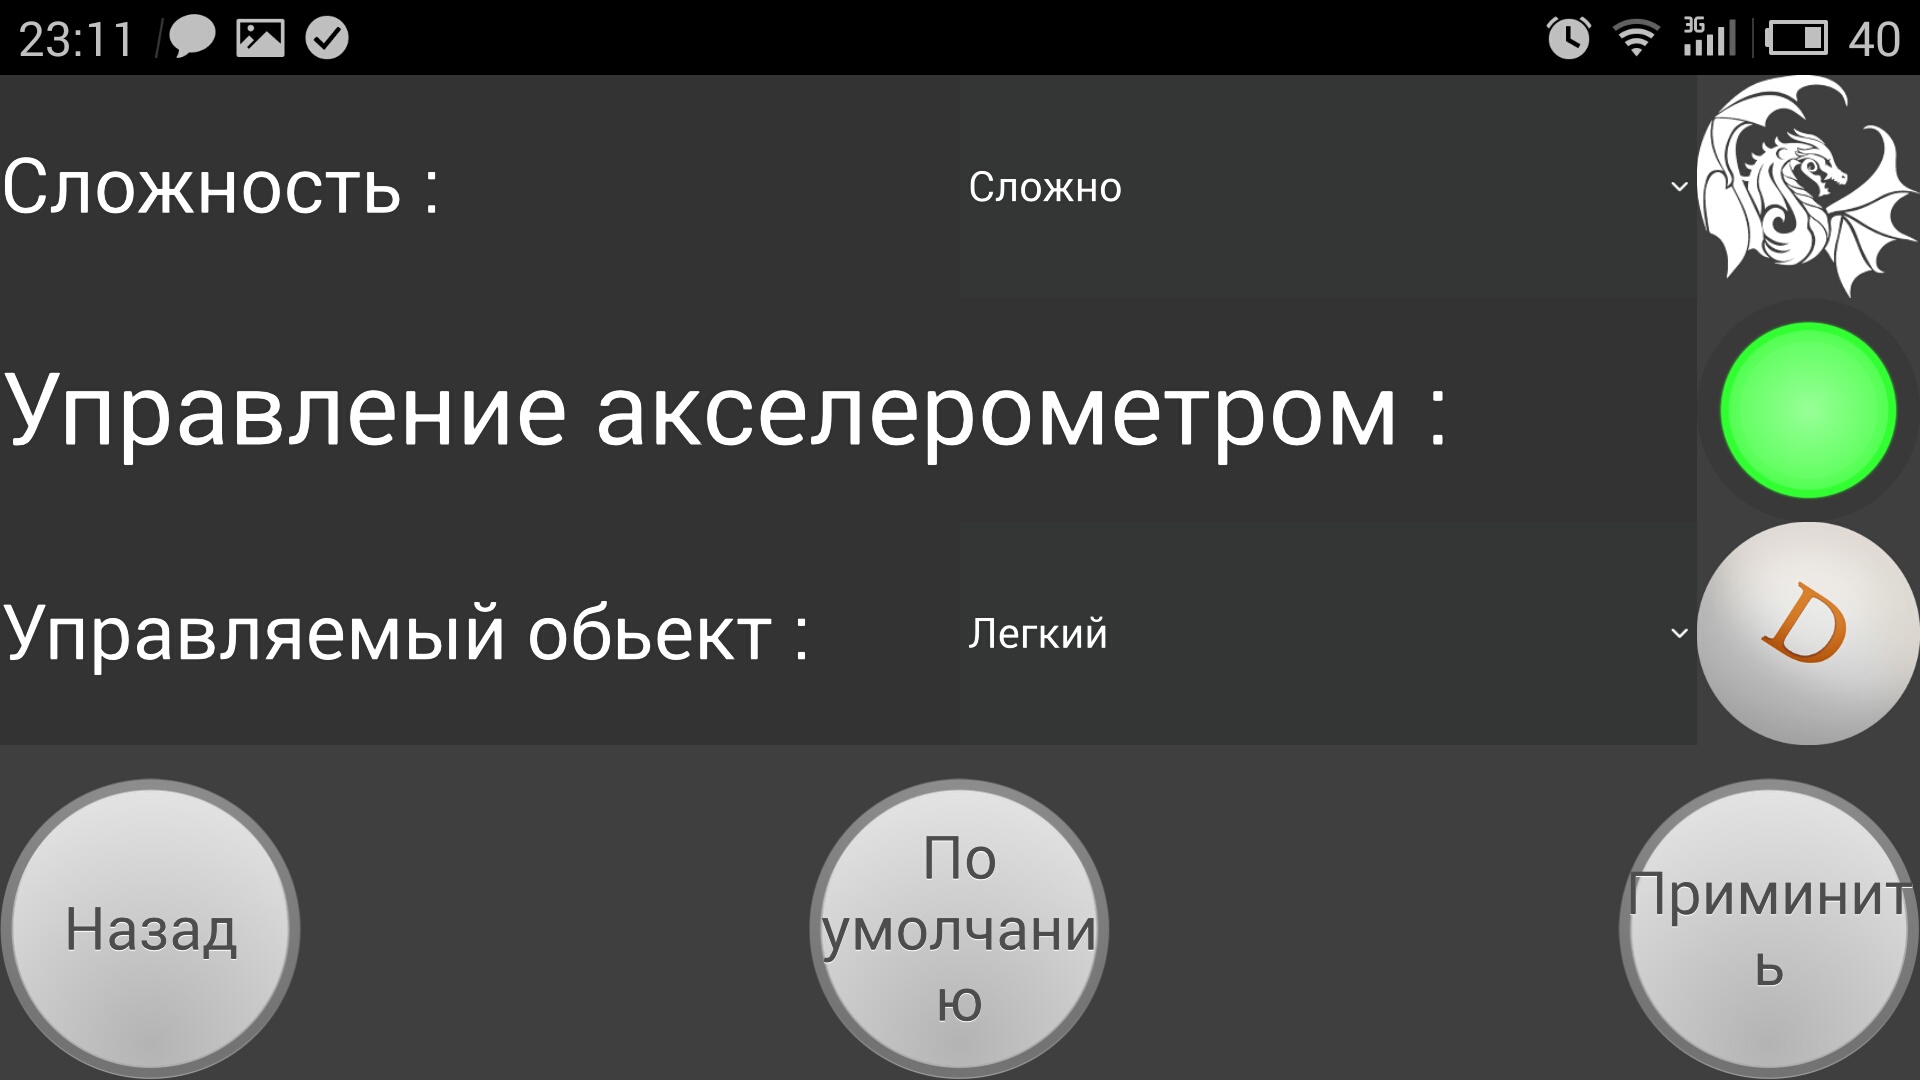 23:11
3G
40
Сложность :
Сложно
Управление акселерометром :
Управляемый обьект :
Легкий
D
Назад
По
умолчани
ю
Приминит
ь